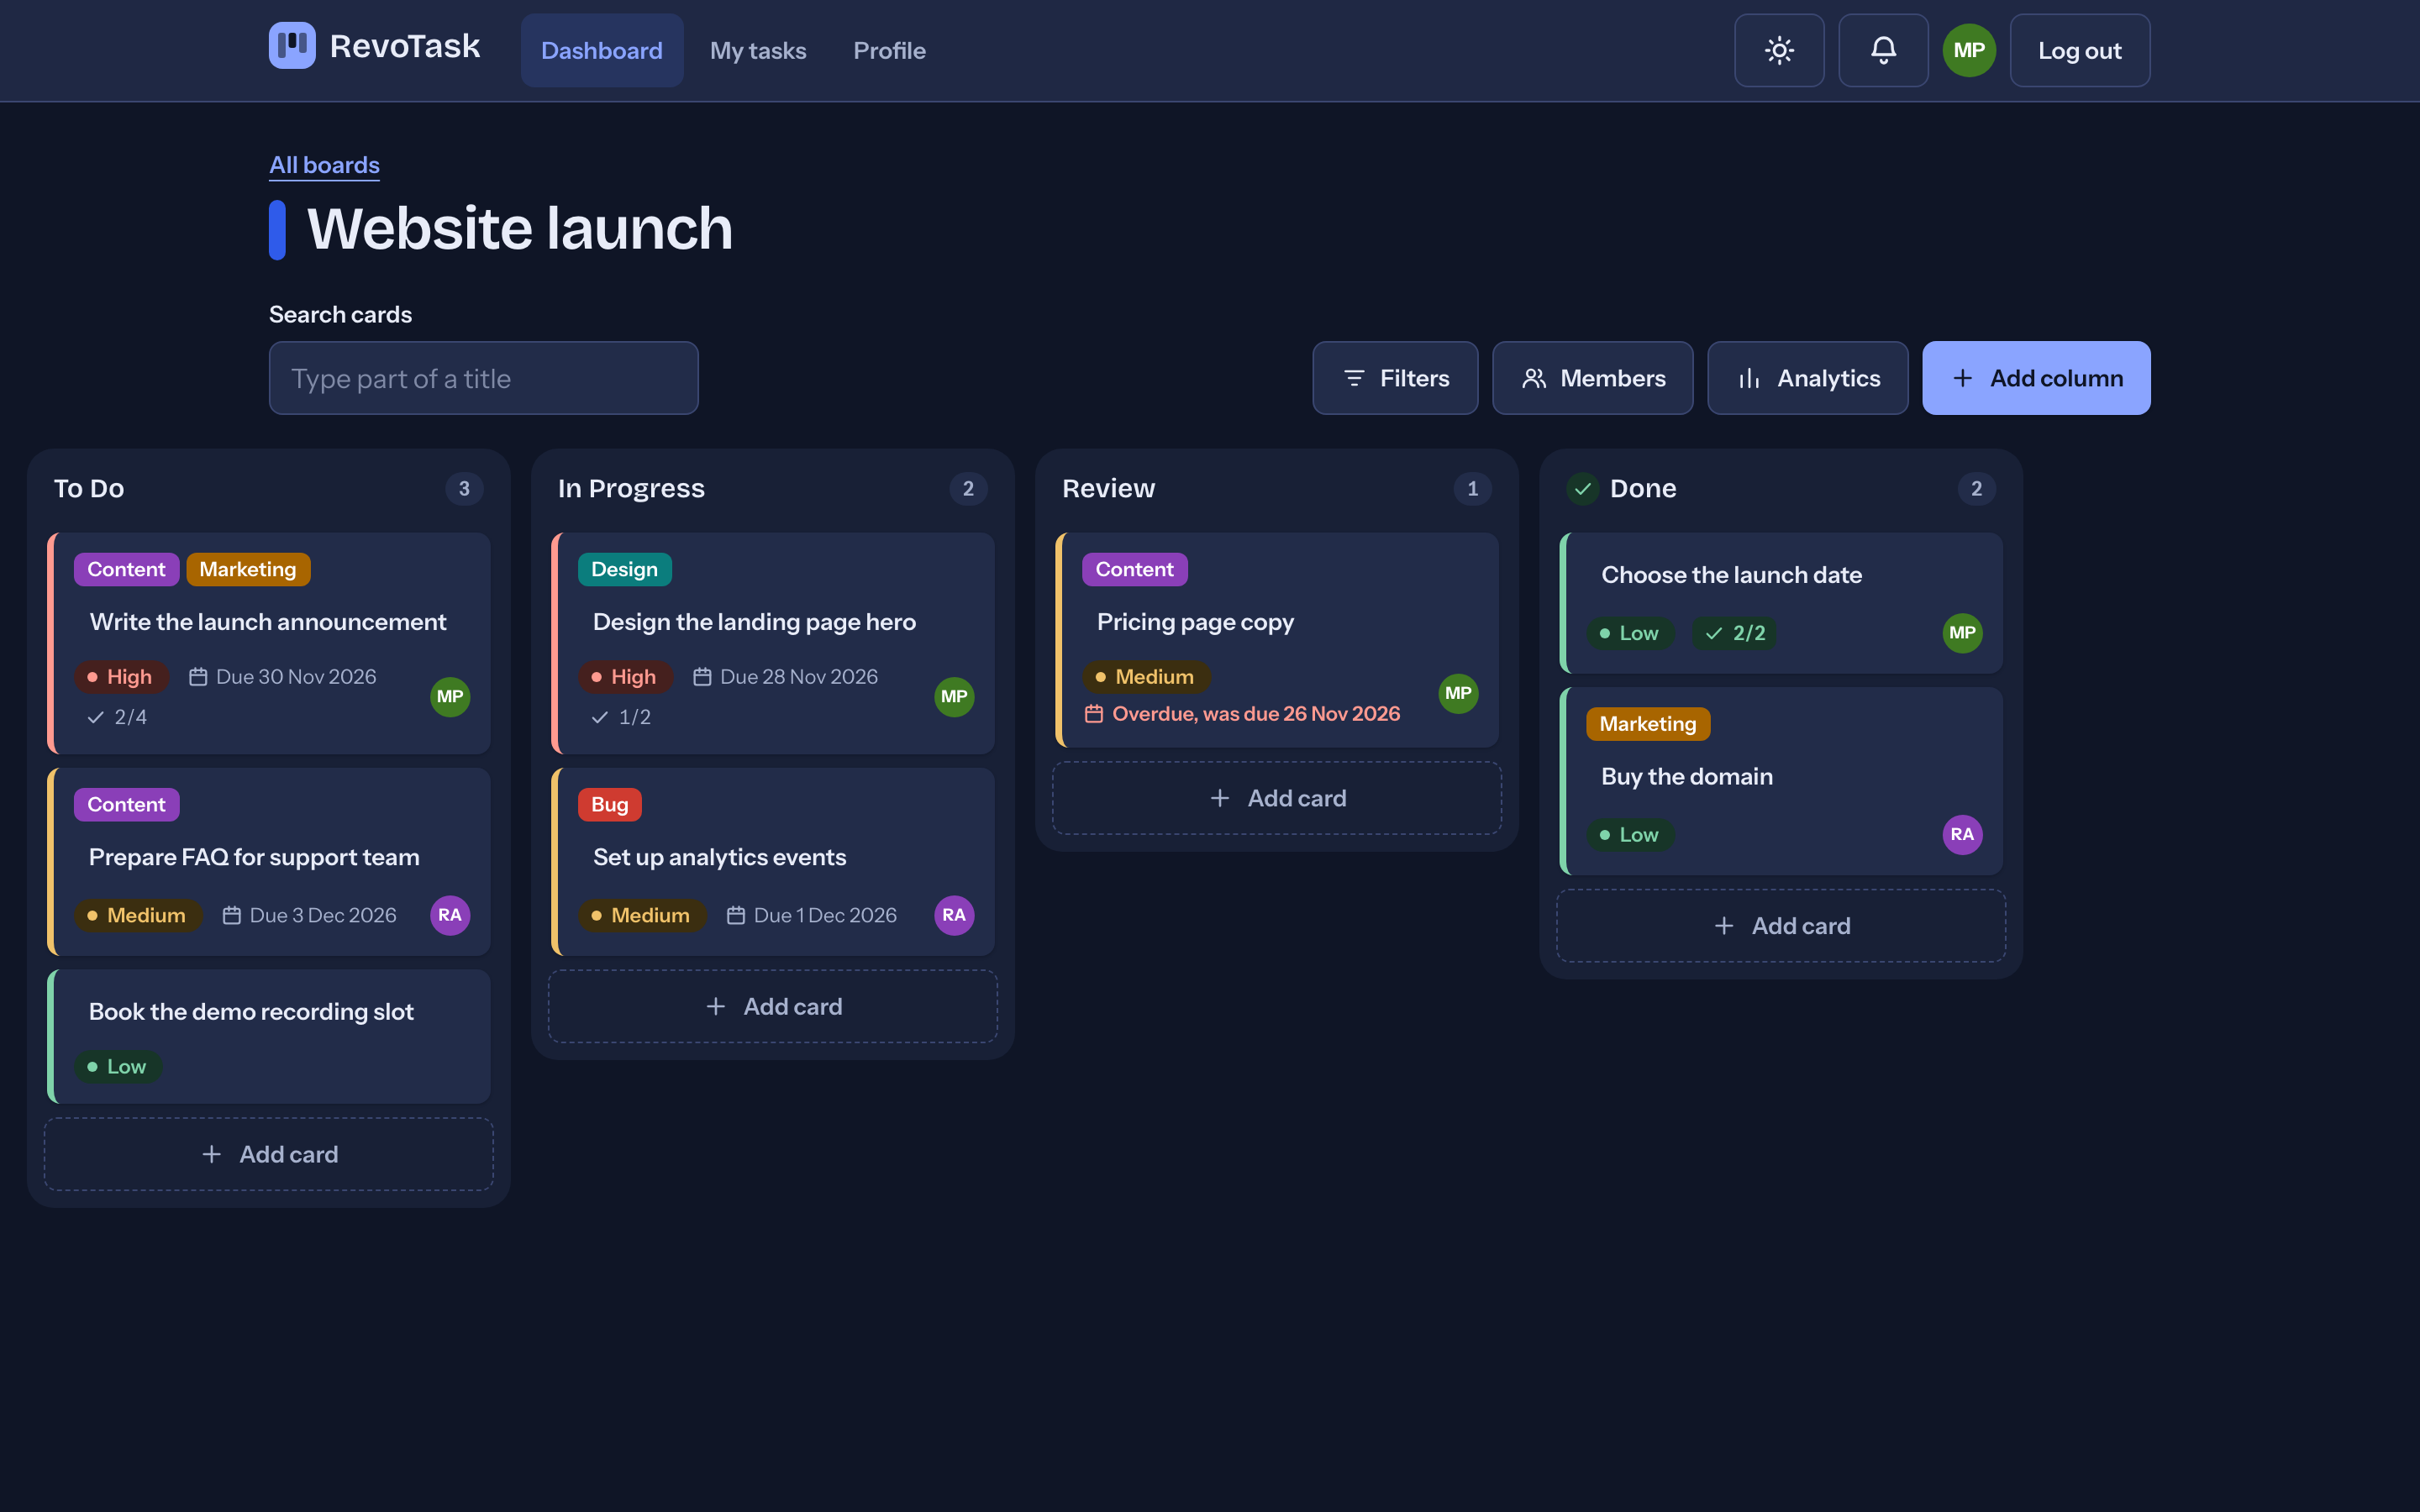 RevoTask
Dashboard
My tasks
Profile
MP
Log out
All boards
Website launch
Search cards
Type part of a title
Filters
Members
Analytics
Add column
To Do
3
Content
Marketing
Write the launch announcement
High
Due 30 Nov 2026
2/4
MP
Content
Prepare FAQ for support team
Medium
Due 3 Dec 2026
RA
Book the demo recording slot
Low
Add card
In Progress
2
Design
Design the landing page hero
High
Due 28 Nov 2026
1/2
MP
Bug
Set up analytics events
Medium
Due 1 Dec 2026
RA
Add card
Review
1
Content
Pricing page copy
Medium
Overdue, was due 26 Nov 2026
MP
Add card
Done
2
Choose the launch date
Low
2/2
MP
Marketing
Buy the domain
Low
RA
Add card